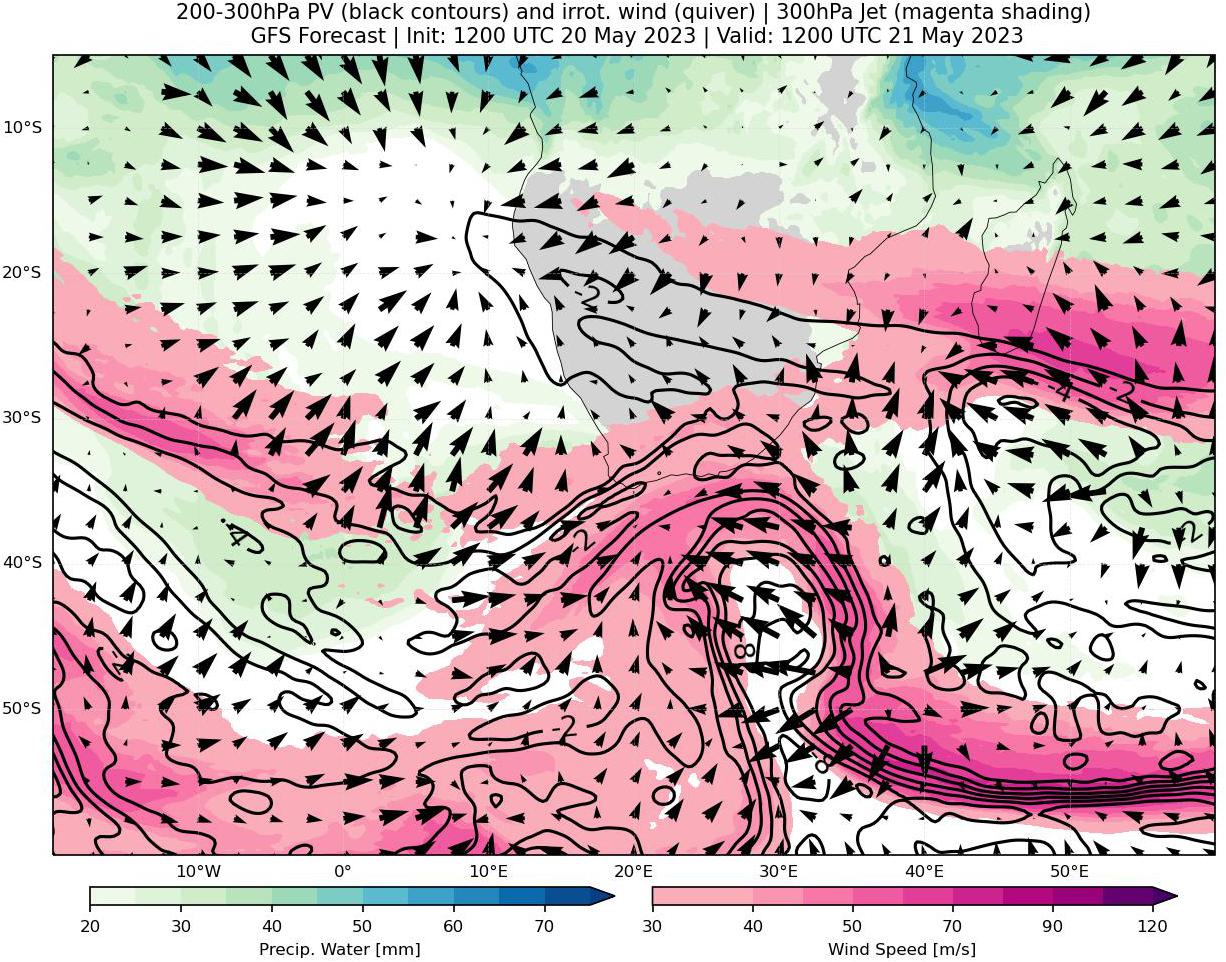 200-300hPa PV (black contours) and irrot. wind (quiver) | 300hPa Jet (magenta shading)
GFS Forecast | Init: 1200 UTC 20 May 2023 | Valid: 1200 UTC 21 May 2023
10°S
20°S
-2
-4 -2
30°S
-4
-2
-2
40°S
-4
-8
50°S
-2
-8
10°W 0° 10°E 20°E 30°E 40°E 50°E
20 30 40 50 60 70
30 40 50 70 90 120
Precip. Water [mm] Wind Speed [m/s]